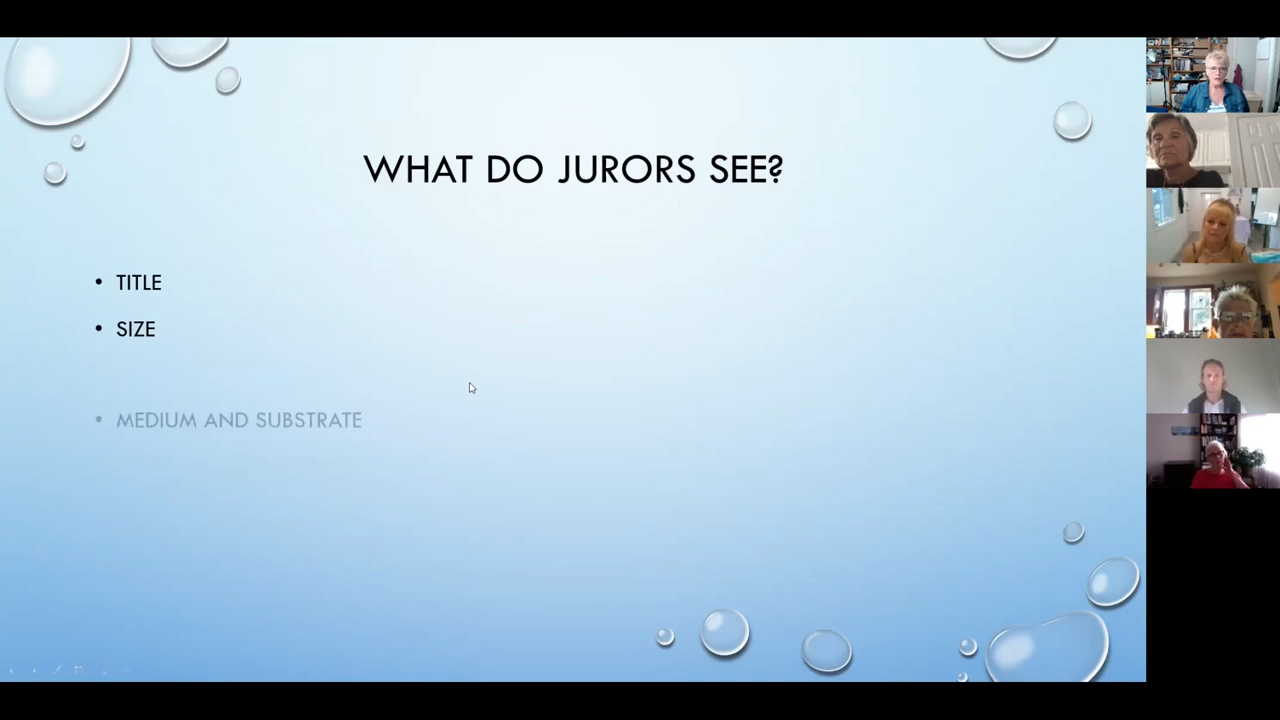 WHAT DO JURORS SEE?
• TITLE
• SIZE
• MEDIUM AND SUBSTRATE